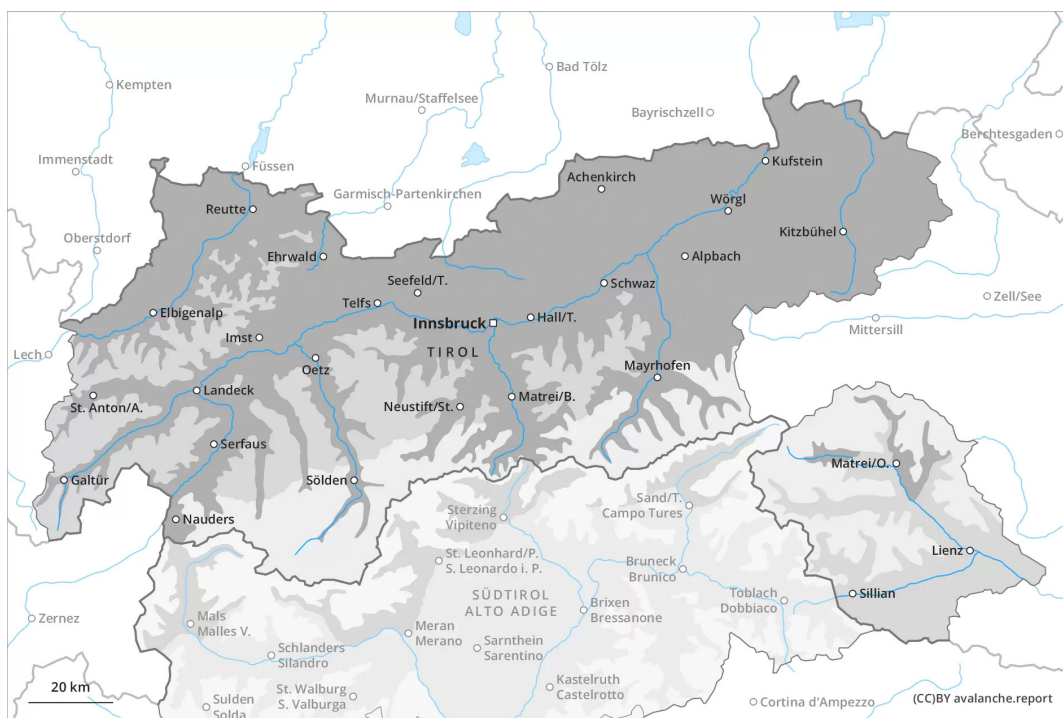 Kempten
Bad Tölz
Murnau/Staffelsee
Bayrischzell
Berchtesgaden
Immenstadt
Füssen
Kufstein
Achenkirch
Garmisch-Partenkirchen
Reutte
Wörgl
Oberstdorf
Kitzbühel
Ehrwald
Alpbach
Seefeld/T.
Schwaz
Zell/See
Telfs
Elbigenalp
Hall/T.
Innsbruck
Mittersill
Imst
TIROL
Lech
Oetz
Mayrhofen
Landeck
St. Anton/A.
Neustift/St.
Matrei/B.
Serfaus
Matrei/O.
Galtür
Sölden
Sand/T.
Campo Tures
Sterzing
Vipiteno
Nauders
Lienz
St. Leonhard/P.
S. Leonardo i. P.
Bruneck
Brunico
SÜDTIROL
ALTO ADIGE
Sillian
Toblach
Dobbiaco
Brixen
Bressanone
Zernez
Mals
Malles V.
Meran
Merano
Sarnthein
Sarentino
Schlanders
Silandro
20 km
St. Walburg
S. Valburga
Kastelruth
Castelrotto
Sulden
Solda
Cortina d'Ampezzo
(CC)BY avalanche.report